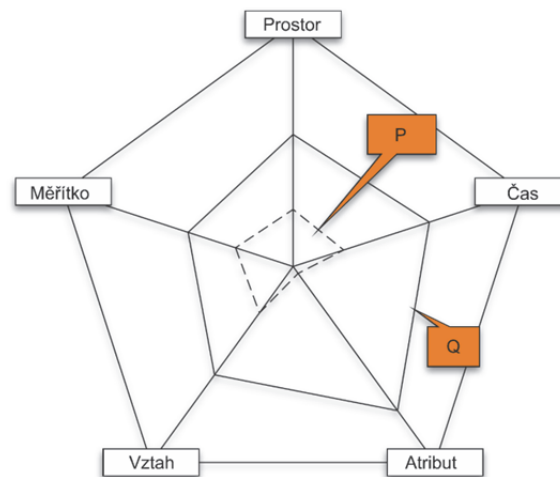 Prostor
P
Měřítko
Čas
Q
Vztah
Atribut